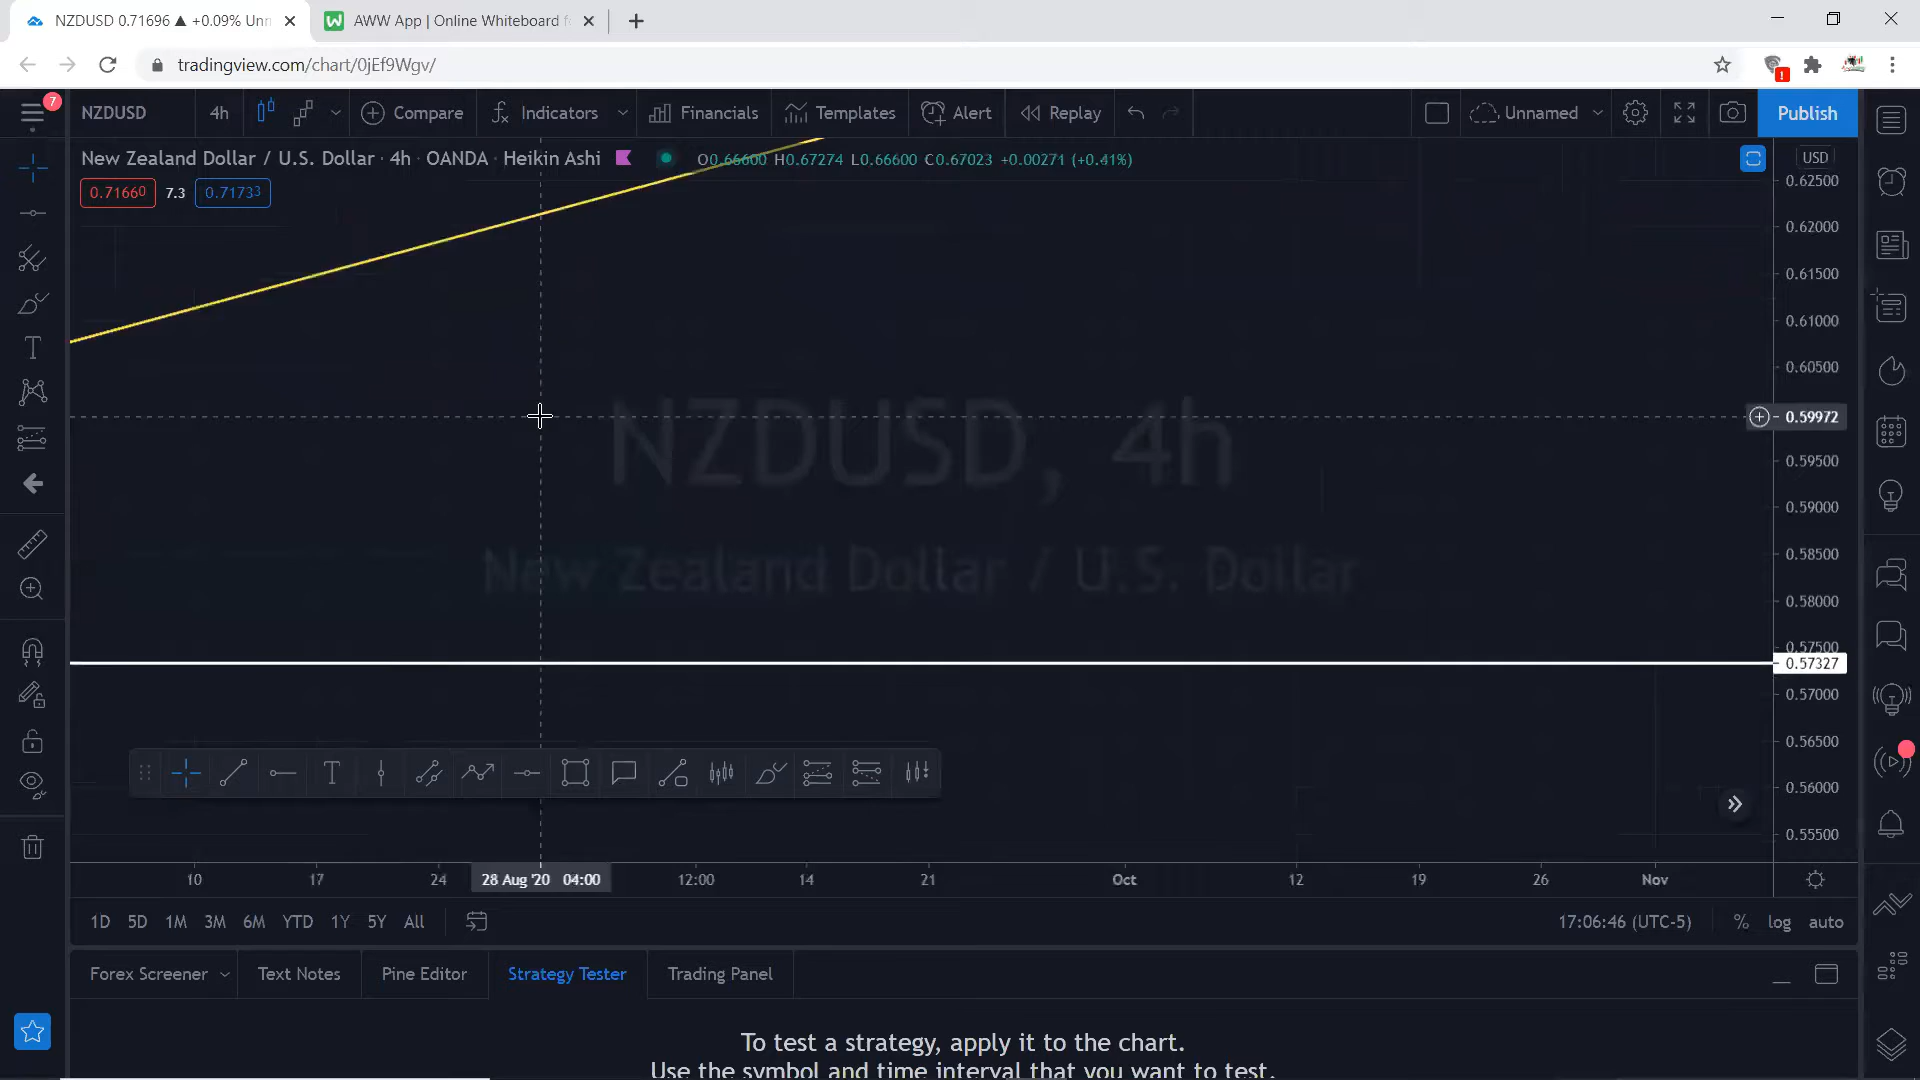 NZDUSD 0.71696 ▲ +0.09% Unn
AWW App | Online Whiteboard f
tradingview.com/chart/0jEf9Wgv/
7
NZDUSD 4h Compare Indicators Financials Templates Alert Replay Unnamed Publish
New Zealand Dollar / U.S. Dollar · 4h · OANDA · Heikin Ashi O0.66600 H0.67274 L0.66600 C0.67023 +0.00271 (+0.41%)
USD
0.71660 7.3 0.71733
0.62500
0.62000
0.61500
0.61000
0.60500
0.59972
0.59500
0.59000
0.58500
0.58000
0.57500
0.57327
0.57000
0.56500
0.56000
0.55500
NZDUSD, 4h
New Zealand Dollar / U.S. Dollar
10 17 24 28 Aug '20 04:00 12:00 14 21 Oct 12 19 26 Nov
1D 5D 1M 3M 6M YTD 1Y 5Y All 17:06:46 (UTC-5) % log auto
Forex Screener Text Notes Pine Editor Strategy Tester Trading Panel
To test a strategy, apply it to the chart.
Use the symbol and time interval that you want to test.